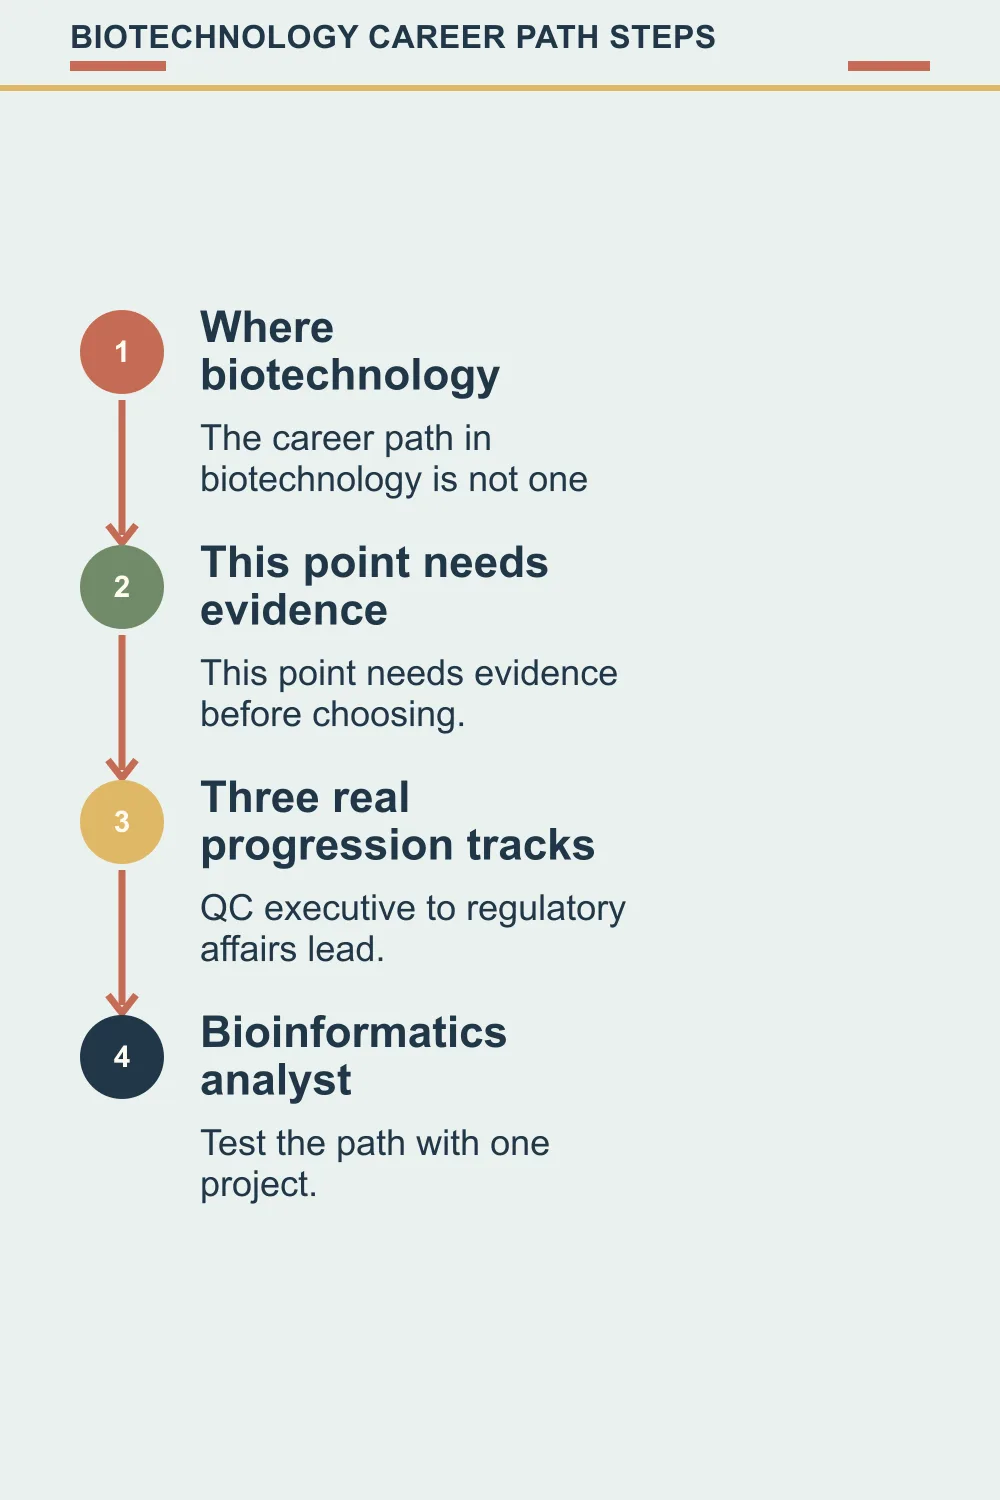 BIOTECHNOLOGY CAREER PATH STEPS
1
Where
biotechnology
The career path in
biotechnology is not one
2
This point needs
evidence
This point needs evidence
before choosing.
3
Three real
progression tracks
QC executive to regulatory
affairs lead.
4
Bioinformatics
analyst
Test the path with one
project.